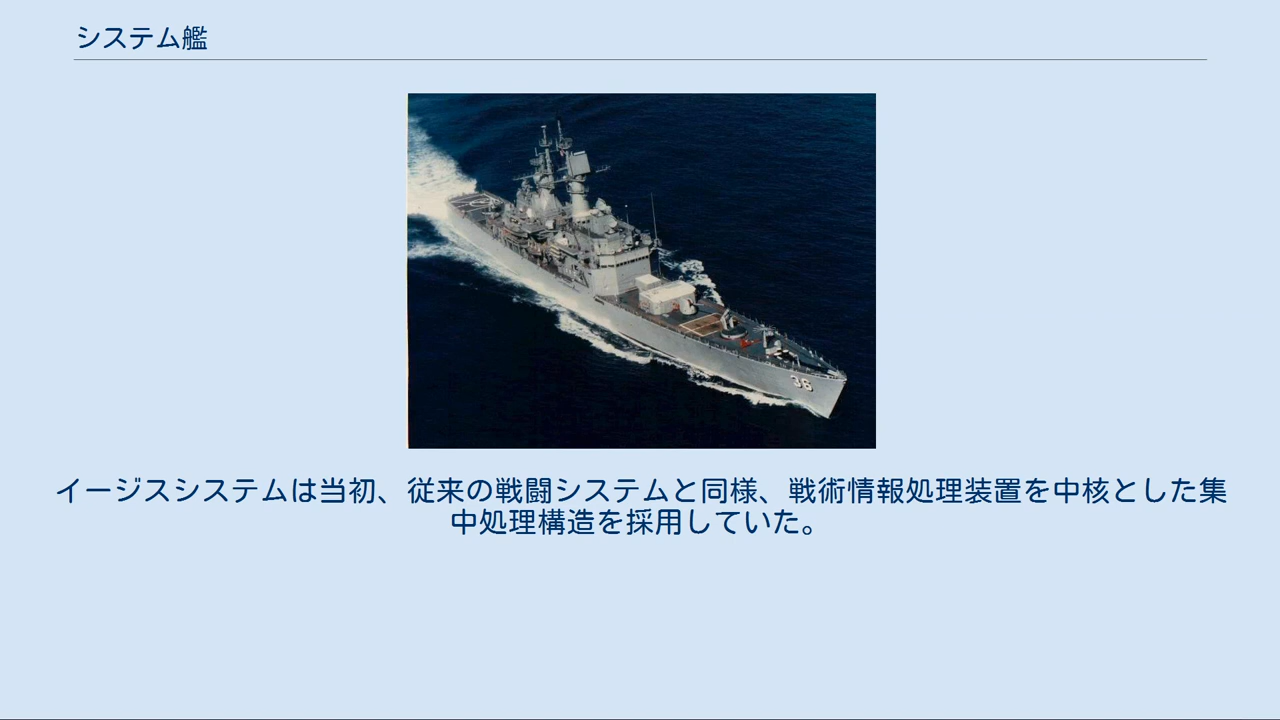 システム艦
36
イージスシステムは当初、従来の戦闘システムと同様、戦術情報処理装置を中核とした集
中処理構造を採用していた。